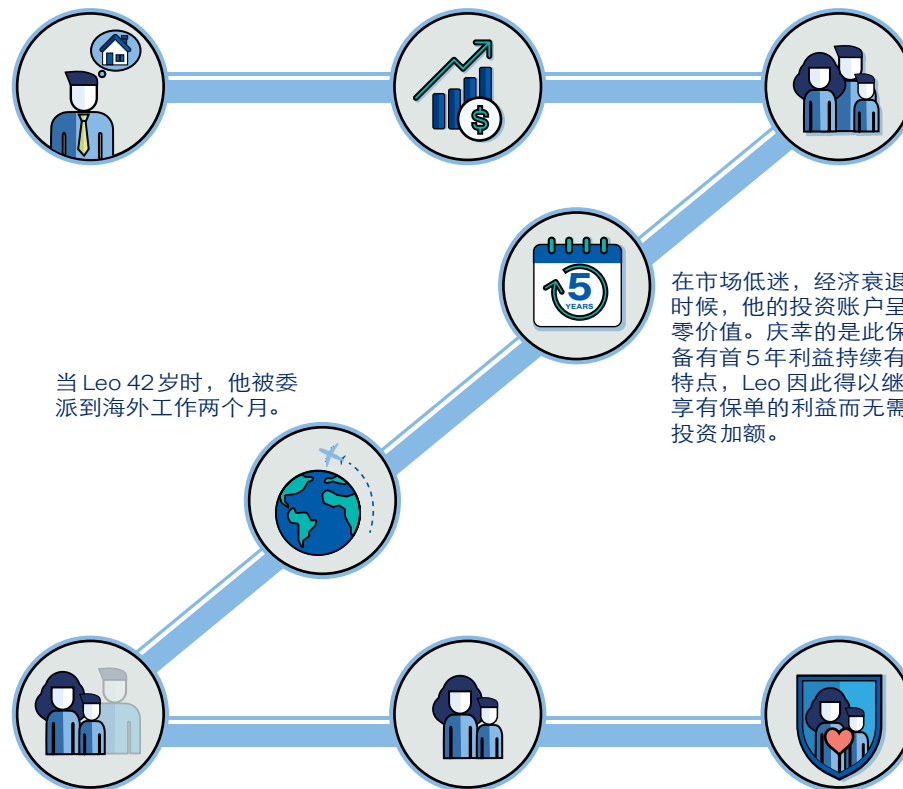 5
YEARS
在市场低迷，经济衰退
时候，他的投资账户呈
零价值。庆幸的是此保
备有首5年利益持续有
特点，Leo 因此得以继
享有保单的利益而无需
投资加额。
当 Leo 42岁时，他被委
派到海外工作两个月。
$